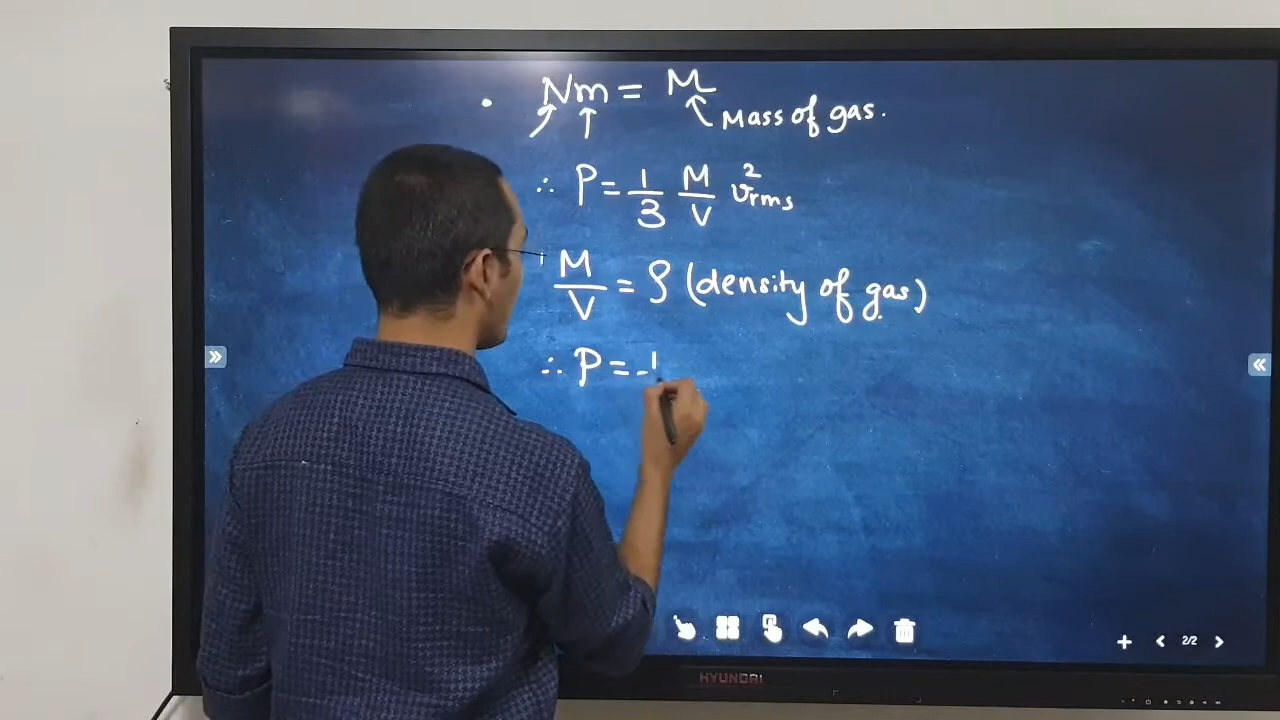 • Nm = M
Mass of gas.
∴ P = 1/3 M/V v²rms
M/V = ρ (density of gas)
∴ P = 1
2/2
HYUNDAI